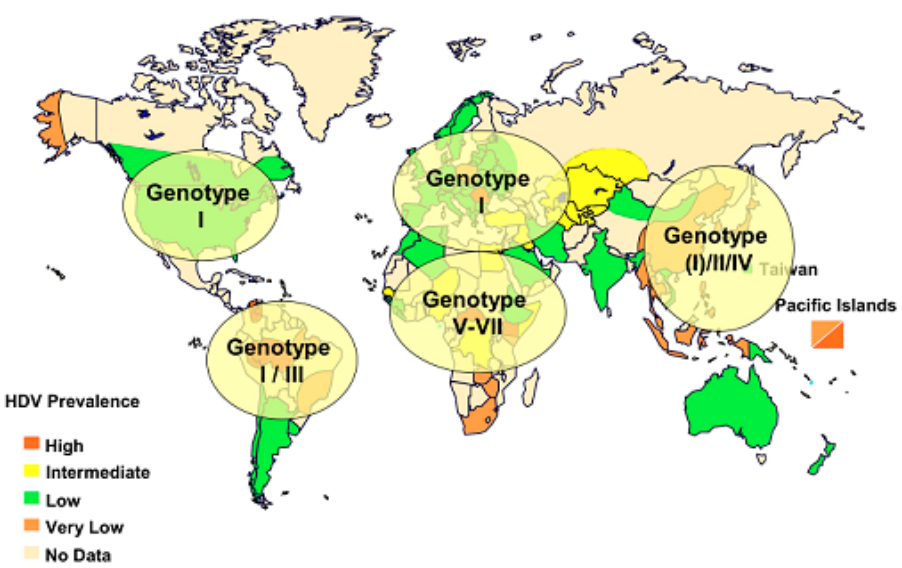 Genotype
I
Genotype
I
Genotype
(I)/II/IV
Taiwan
Genotype
V-VII
Pacific Islands
Genotype
I / III
HDV Prevalence
High
Intermediate
Low
Very Low
No Data